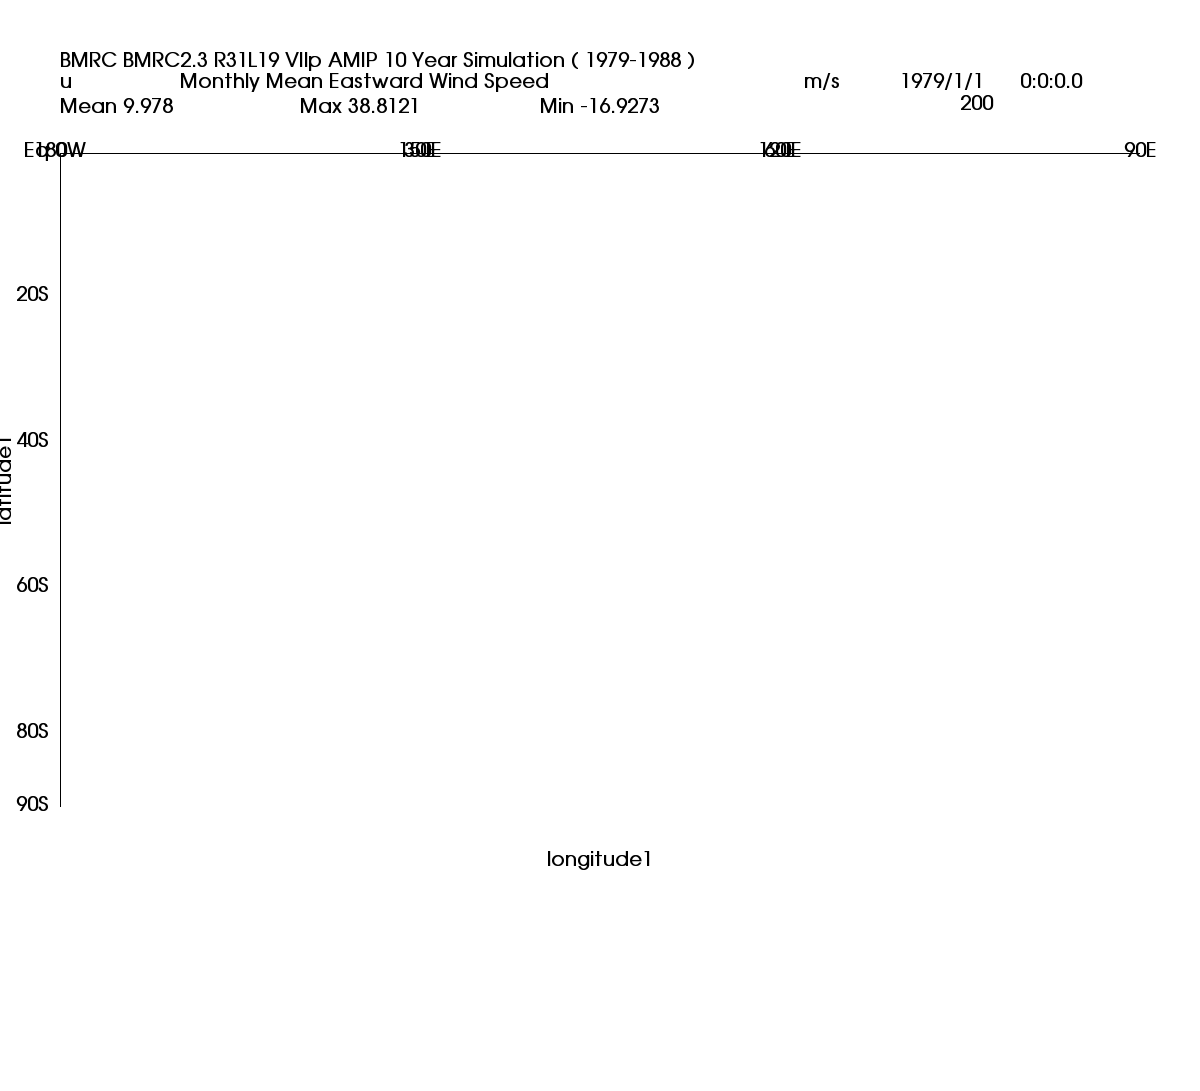 BMRC BMRC2.3 R31L19 VIIp AMIP 10 Year Simulation ( 1979-1988 )
u Monthly Mean Eastward Wind Speed m/s 1979/1/1 0:0:0.0
Mean 9.978 Max 38.8121 Min -16.9273 200
90E
20S
40S
latitude1
60S
80S
90S
longitude1